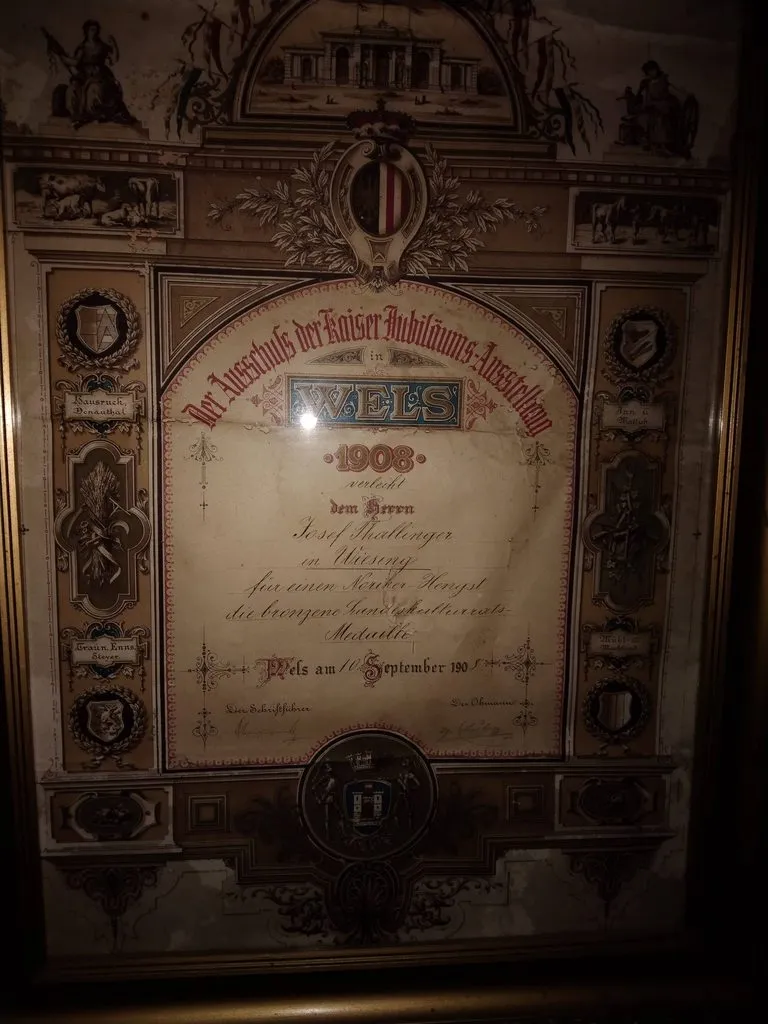 Der Ausschuß der Kaiser Jubiläums-Ausstellung
in
WELS
1908
verleiht
dem Herrn
Josef Thallinger
in Wiesing
für einen Noriker-Hengst
die bronzene Landeskulturrats-
Medaille
Wels am 10 September 1908
Der Schriftführer
Der Obmann
Hausruck,
Donauthal
Traun, Enns,
Steyer
Inn &